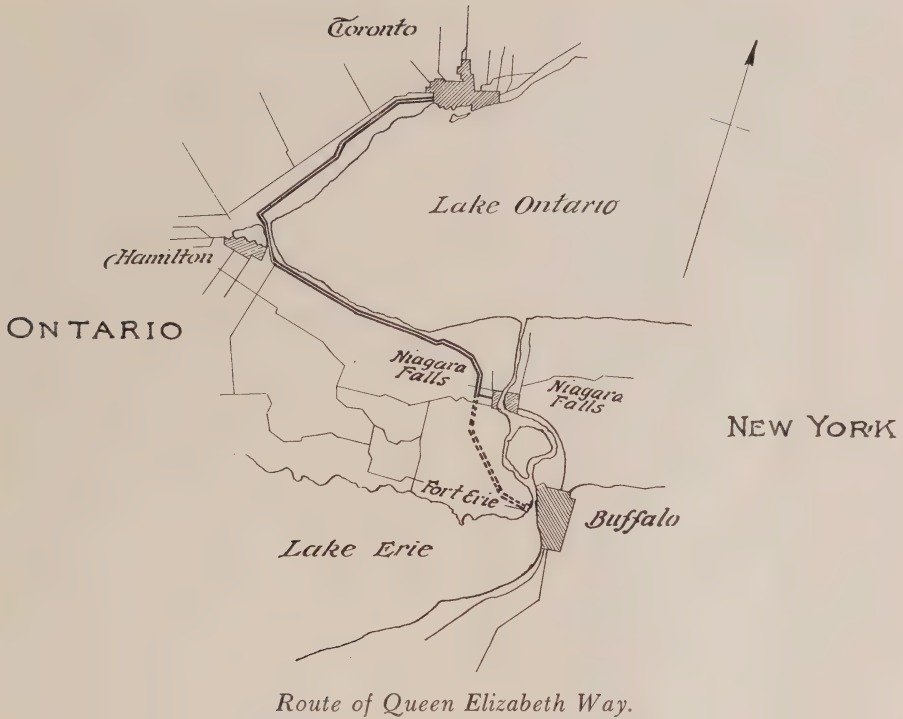 Toronto
Lake Ontario
Hamilton
ONTARIO
Niagara
Falls
Niagara
Falls
NEW YORK
Fort Erie
Buffalo
Lake Erie
Route of Queen Elizabeth Way.